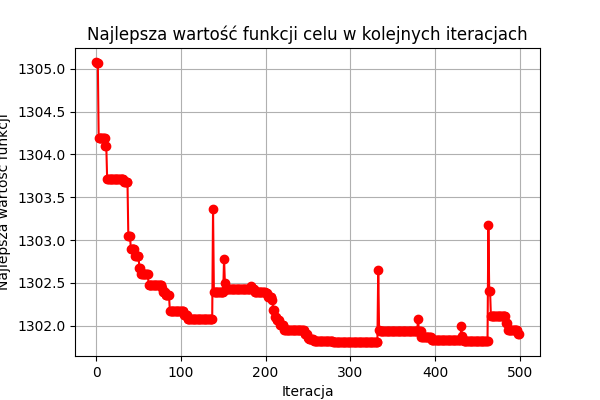 Najlepsza wartość funkcji celu w kolejnych iteracjach
1305.0
1304.5
1304.0
1303.5
1303.0
1302.5
1302.0
Najlepsza wartość funkcji
0 100 200 300 400 500
Iteracja